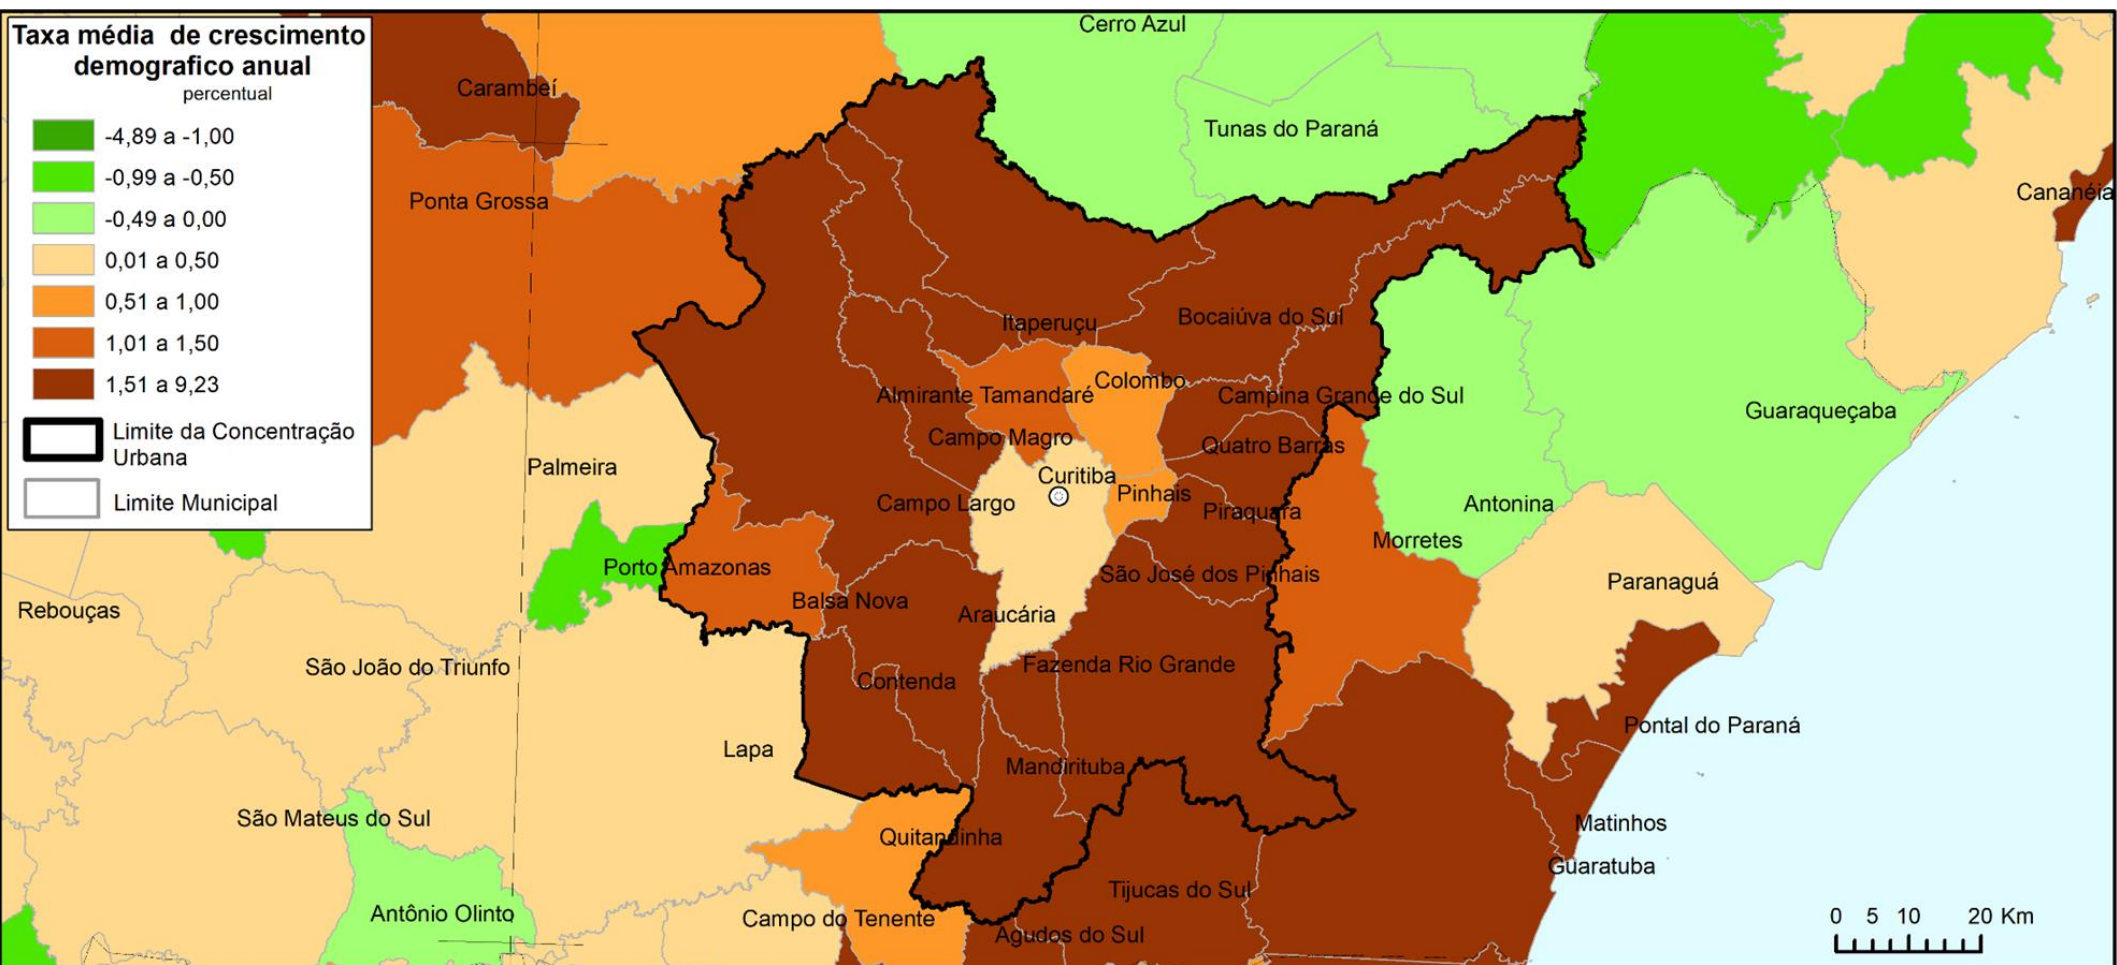 Taxa média de crescimento
demografico anual
percentual
-4,89 a -1,00
-0,99 a -0,50
-0,49 a 0,00
0,01 a 0,50
0,51 a 1,00
1,01 a 1,50
1,51 a 9,23
Limite da Concentração
Urbana
Limite Municipal
Cerro Azul
Carambeí
Tunas do Paraná
Ponta Grossa
Cananéia
Itaperuçu
Bocaiúva do Sul
Colombo
Almirante Tamandaré
Campina Grande do Sul
Guaraqueçaba
Campo Magro
Quatro Barras
Palmeira
Curitiba
Pinhais
Campo Largo
Piraquara
Antonina
Morretes
Porto Amazonas
São José dos Pinhais
Paranaguá
Balsa Nova
Rebouças
Araucária
São João do Triunfo
Fazenda Rio Grande
Contenda
Pontal do Paraná
Lapa
Mandirituba
São Mateus do Sul
Matinhos
Quitandinha
Guaratuba
Tijucas do Sul
Antônio Olinto
Campo do Tenente
Agudos do Sul
0 5 10 20 Km